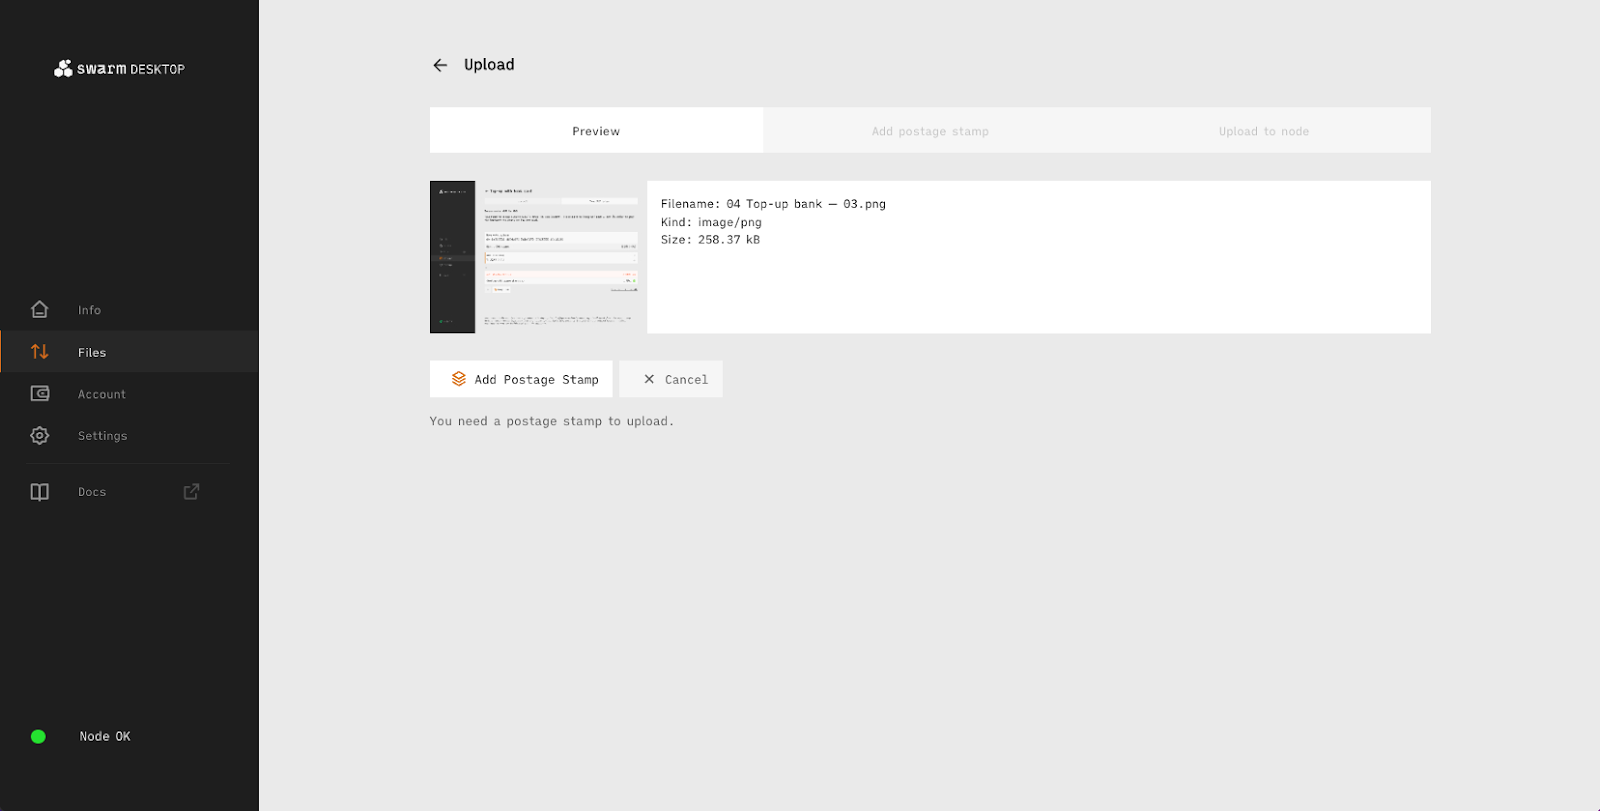 swarm DESKTOP
Info
Files
Account
Settings
Docs
Node OK
Upload
Preview
Add postage stamp
Upload to node
Filename: 04 Top-up bank — 03.png
Kind: image/png
Size: 258.37 kB
Add Postage Stamp
Cancel
You need a postage stamp to upload.